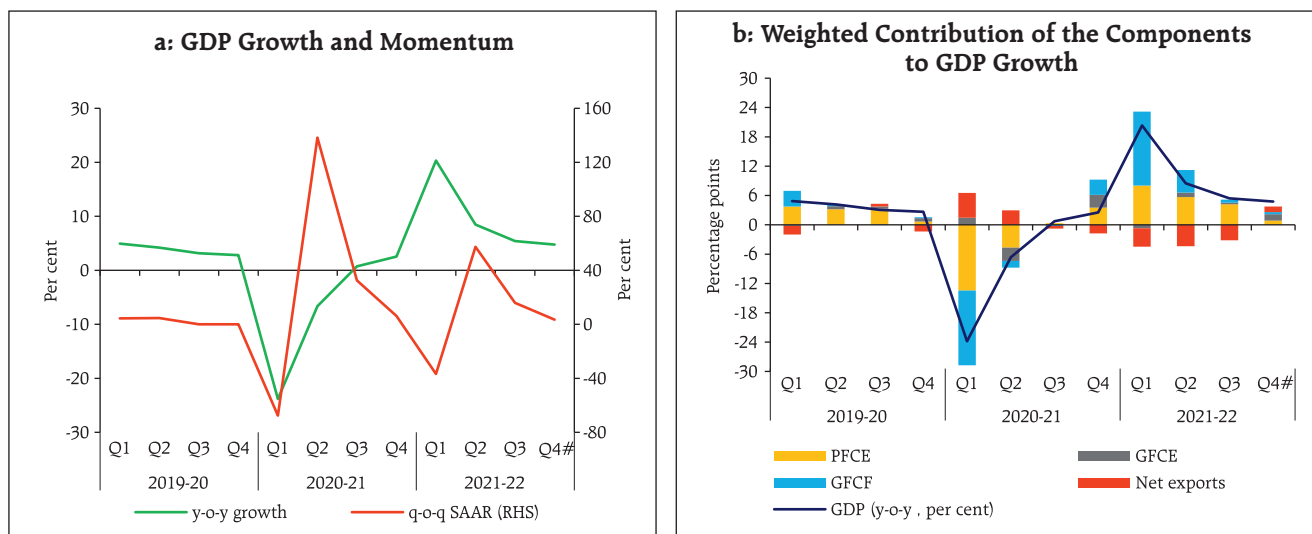 a: GDP Growth and Momentum
30
20
10
0
-10
-20
-30
Per cent
160
120
80
40
0
-40
-80
Per cent
Q1 Q2 Q3 Q4 Q1 Q2 Q3 Q4 Q1 Q2 Q3 Q4#
2019-20 2020-21 2021-22
y-o-y growth q-o-q SAAR (RHS)
b: Weighted Contribution of the Components
to GDP Growth
30
24
18
12
6
0
-6
-12
-18
-24
-30
Percentage points
Q1 Q2 Q3 Q4 Q1 Q2 Q3 Q4 Q1 Q2 Q3 Q4#
2019-20 2020-21 2021-22
PFCE GFCE
GFCF Net exports
GDP (y-o-y , per cent)